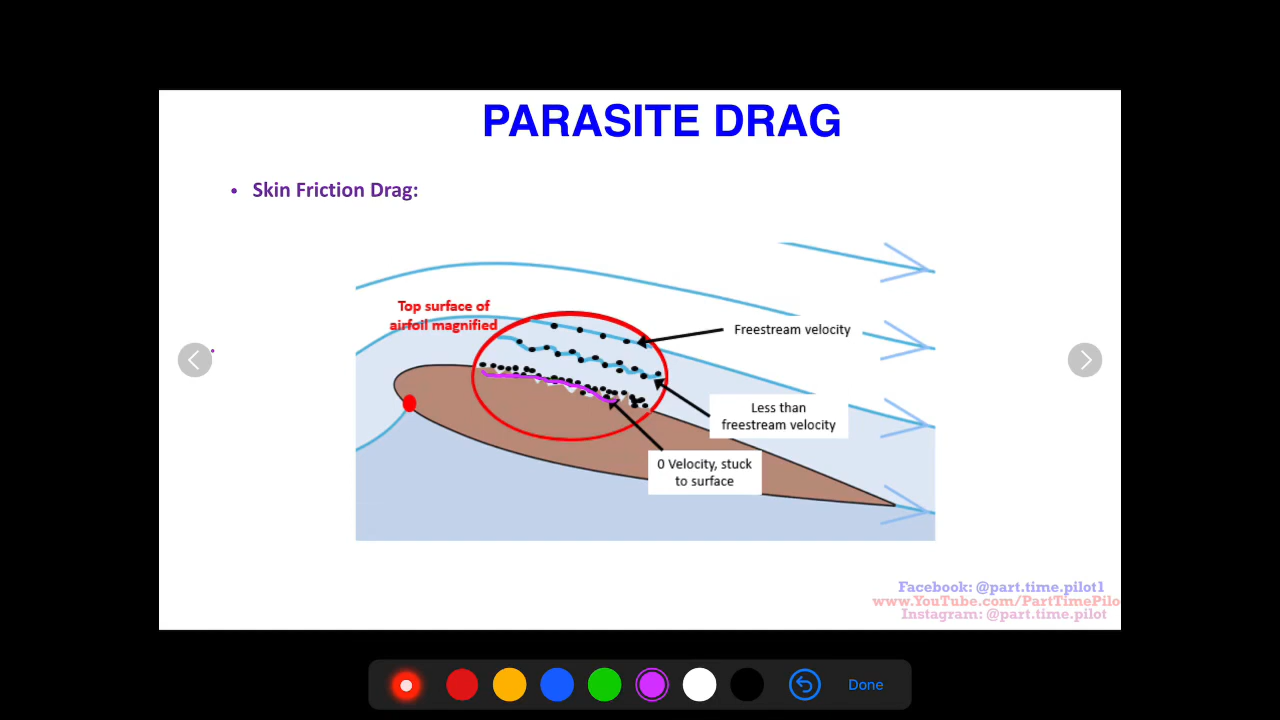 PARASITE DRAG
• Skin Friction Drag:
Top surface of
airfoil magnified
Freestream velocity
Less than
freestream velocity
0 Velocity, stuck
to surface
Facebook: @part.time.pilot1
www.YouTube.com/PartTimePilo
Instagram: @part.time.pilot
Done